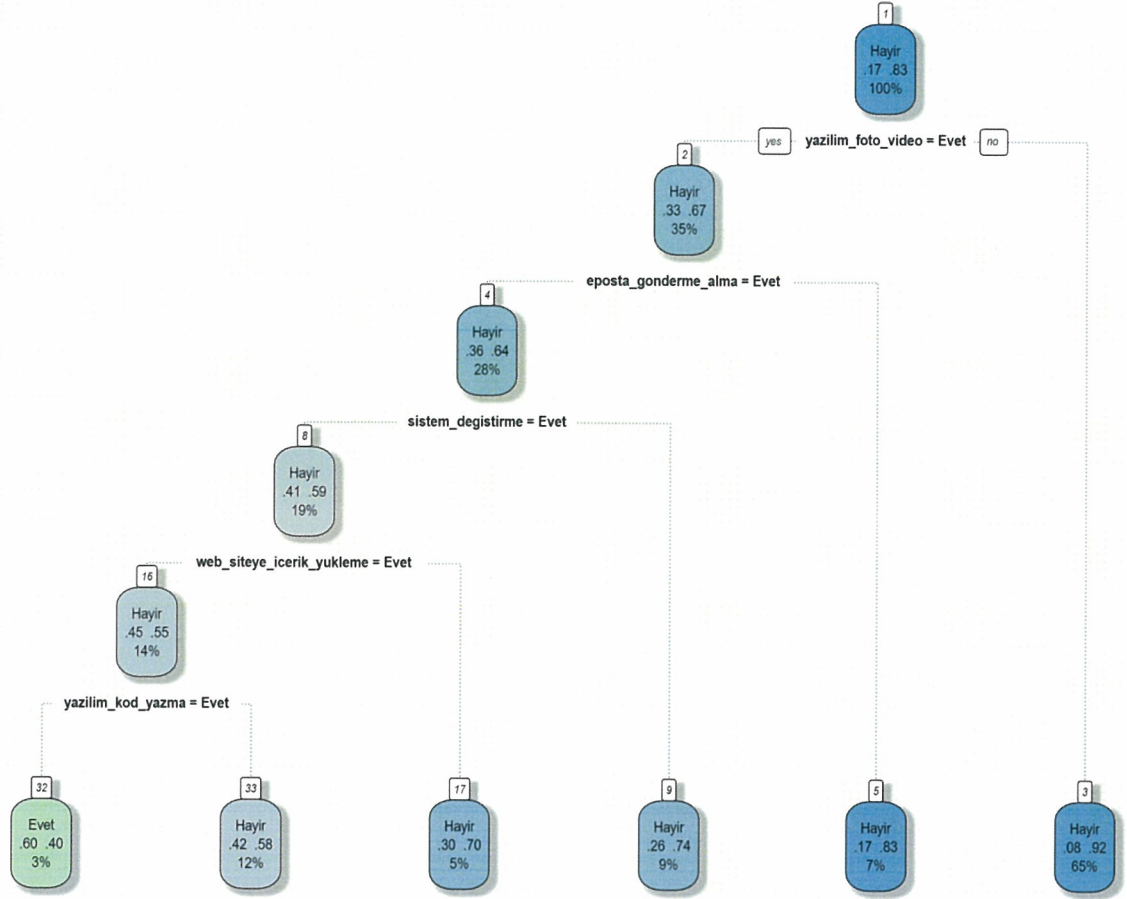 1
Hayir
.17 .83
100%
yes yazilim_foto_video = Evet no
2
Hayir
.33 .67
35%
eposta_gonderme_alma = Evet
4
Hayir
.36 .64
28%
sistem_degistirme = Evet
8
Hayir
.41 .59
19%
web_siteye_icerik_yukleme = Evet
16
Hayir
.45 .55
14%
yazilim_kod_yazma = Evet
32
Evet
.60 .40
3%
33
Hayir
.42 .58
12%
17
Hayir
.30 .70
5%
9
Hayir
.26 .74
9%
5
Hayir
.17 .83
7%
3
Hayir
.08 .92
65%